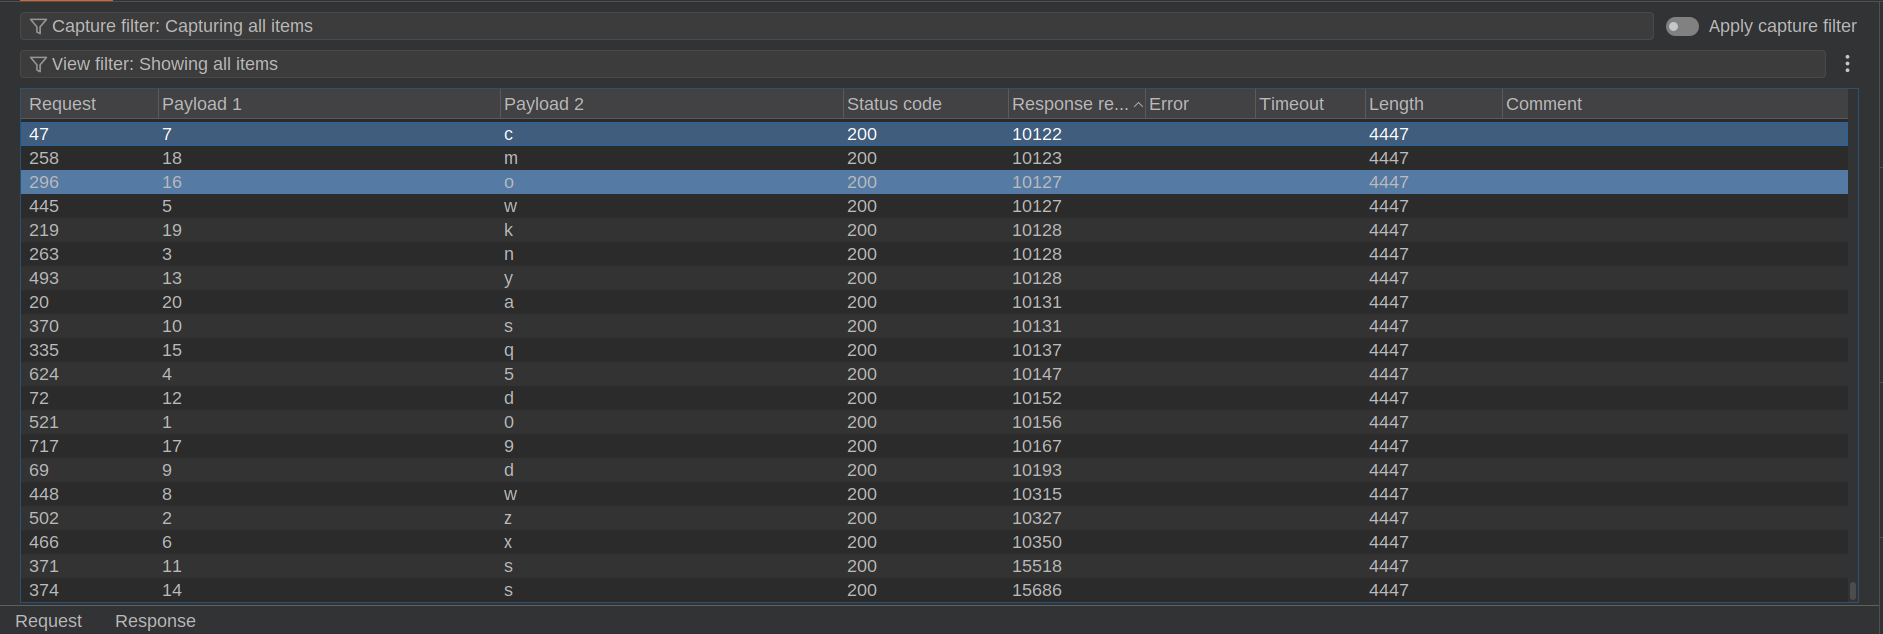 Capture filter: Capturing all items Apply capture filter
View filter: Showing all items
Request Payload 1 Payload 2 Status code Response re... Error Timeout Length Comment
47 7 c 200 10122 4447
258 18 m 200 10123 4447
296 16 o 200 10127 4447
445 5 w 200 10127 4447
219 19 k 200 10128 4447
263 3 n 200 10128 4447
493 13 y 200 10128 4447
20 20 a 200 10131 4447
370 10 s 200 10131 4447
335 15 q 200 10137 4447
624 4 5 200 10147 4447
72 12 d 200 10152 4447
521 1 0 200 10156 4447
717 17 9 200 10167 4447
69 9 d 200 10193 4447
448 8 w 200 10315 4447
502 2 z 200 10327 4447
466 6 x 200 10350 4447
371 11 s 200 15518 4447
374 14 s 200 15686 4447
Request Response